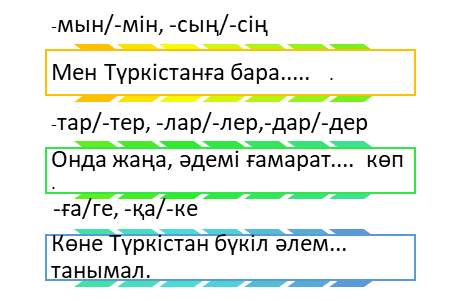 -мын/-мін, -сың/-сің
Мен Түркістанға бара..... .
-тар/-тер, -лар/-лер,-дар/-дер
Онда жаңа, әдемі ғамарат.... көп
.
-ға/ге, -қа/-ке
Көне Түркістан бүкіл әлем...
танымал.